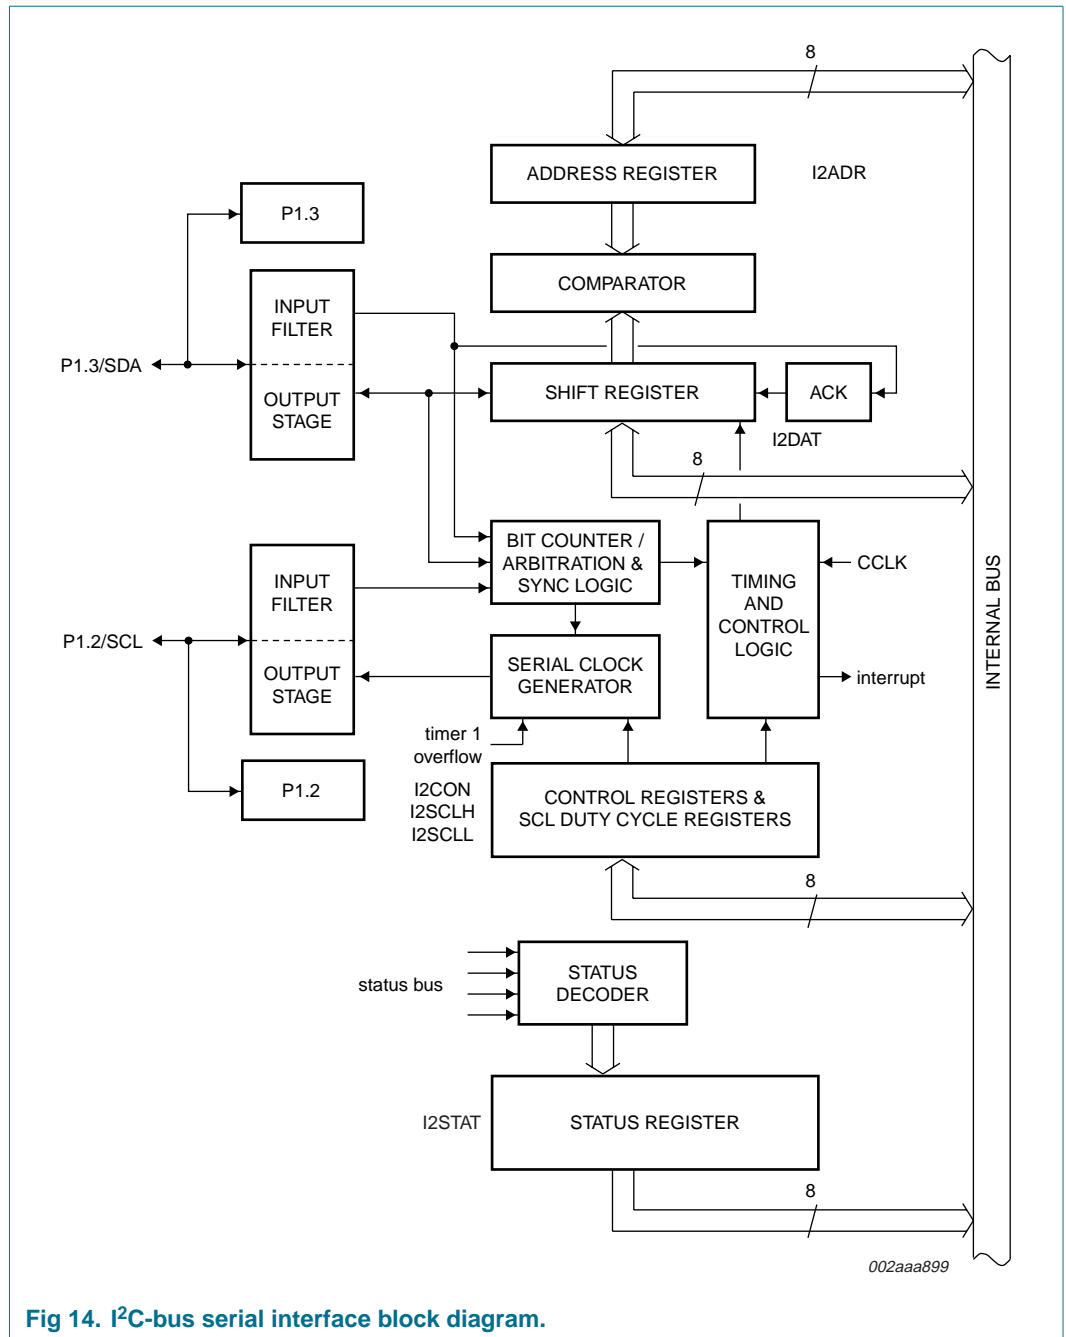 8
ADDRESS REGISTER
I2ADR
P1.3
COMPARATOR
INPUT
FILTER
P1.3/SDA
OUTPUT
STAGE
SHIFT REGISTER
ACK
I2DAT
8
BIT COUNTER /
ARBITRATION &
SYNC LOGIC
INPUT
FILTER
TIMING
AND
CONTROL
LOGIC
CCLK
INTERNAL BUS
P1.2/SCL
OUTPUT
STAGE
SERIAL CLOCK
GENERATOR
interrupt
timer 1
overflow
P1.2
I2CON
I2SCLH
I2SCLL
CONTROL REGISTERS &
SCL DUTY CYCLE REGISTERS
8
status bus
STATUS
DECODER
I2STAT
STATUS REGISTER
8
002aaa899
Fig 14. I²C-bus serial interface block diagram.